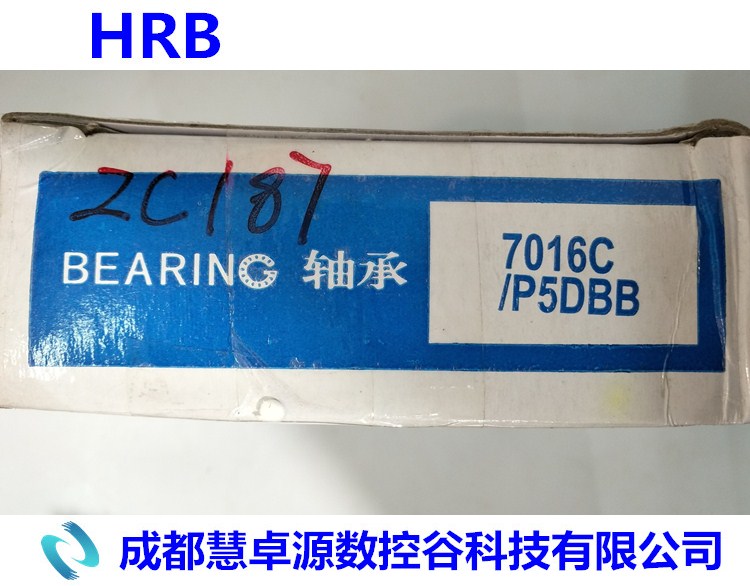 HRB
2C187
BEARING 轴承
7016C
/P5DBB
成都慧卓源数控谷科技有限公司